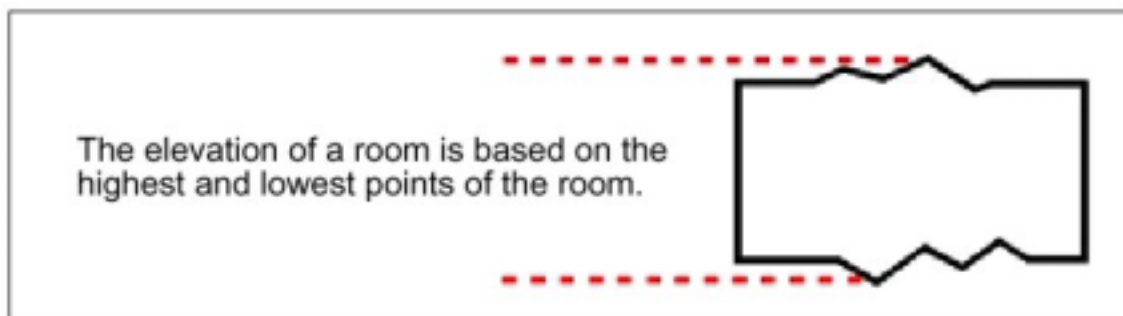 The elevation of a room is based on the
highest and lowest points of the room.